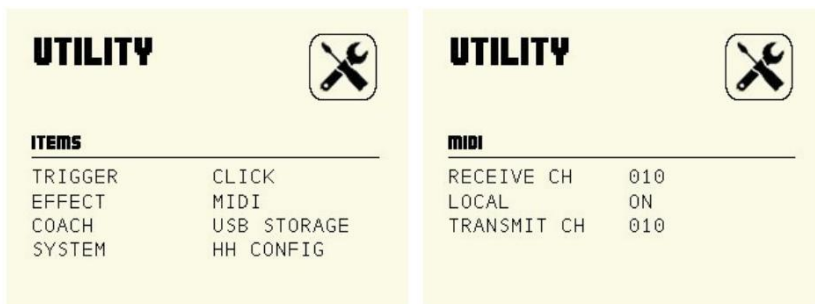 UTILITY
ITEMS
TRIGGER CLICK
EFFECT MIDI
COACH USB STORAGE
SYSTEM HH CONFIG
UTILITY
MIDI
RECEIVE CH 010
LOCAL ON
TRANSMIT CH 010